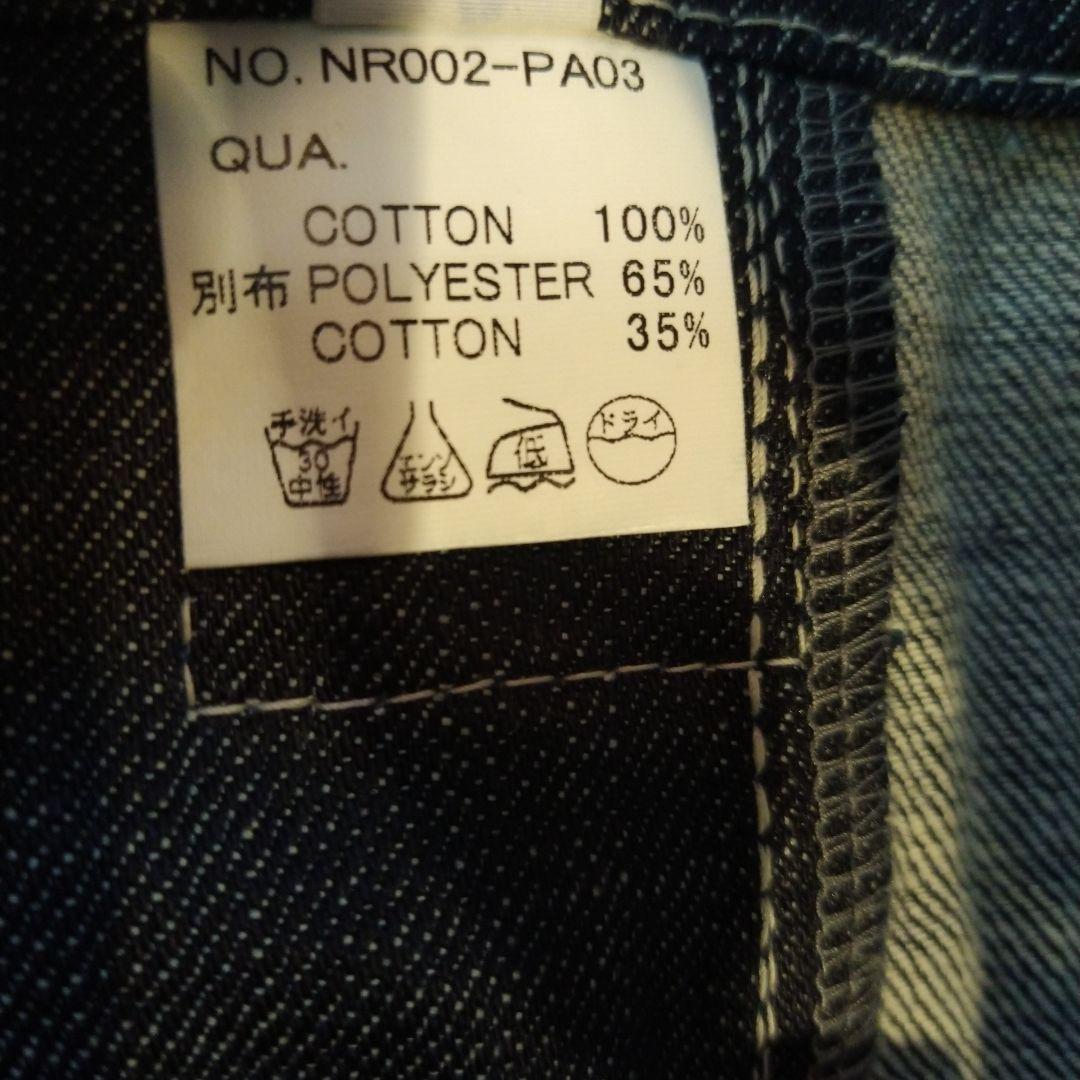 NO. NR002-PA03
QUA.
COTTON 100%
別布 POLYESTER 65%
COTTON 35%
手洗イ
30
中性
エンソ
サラシ
低
ドライ